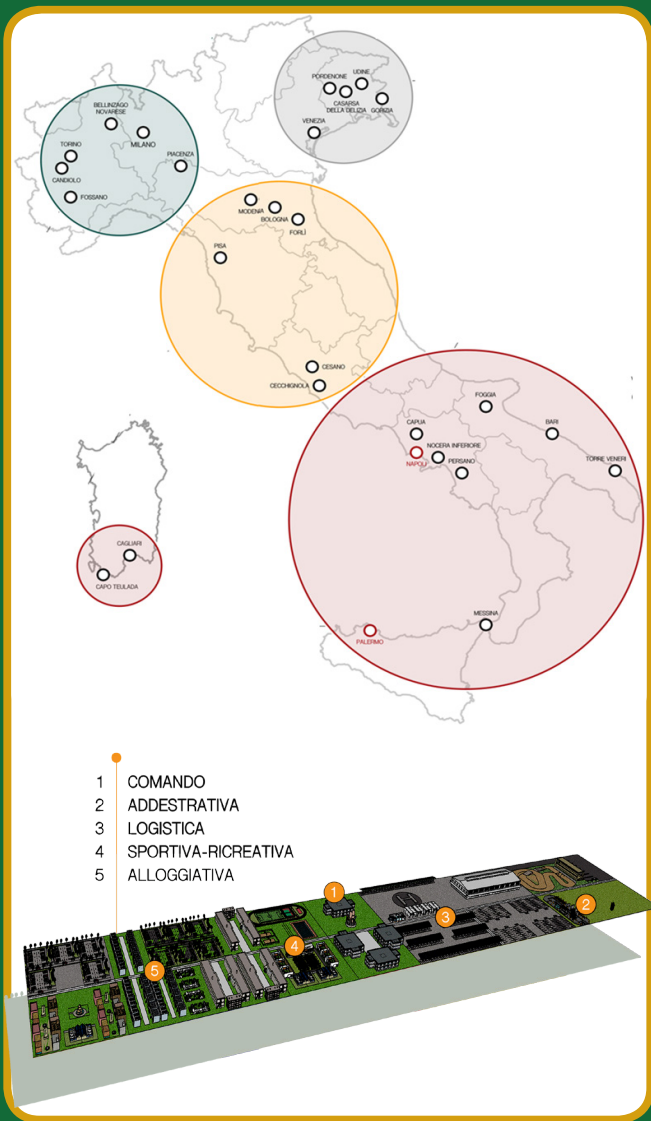 PORDENONE
UDINE
CASARSA
DELLA DELIZIA
GORIZIA
VENEZIA
BELLINZAGO
NOVARESE
MILANO
TORINO
PIACENZA
CANDIOLO
FOSSANO
MODENA
BOLOGNA
FORLÌ
PISA
CESANO
CECCHIGNOLA
FOGGIA
CAPUA
BARI
NOCERA INFERIORE
NAPOLI
PERSANO
TORRE VENERI
CAGLIARI
CAPO TEULADA
MESSINA
PALERMO
1 COMANDO
2 ADDESTRATIVA
3 LOGISTICA
4 SPORTIVA-RICREATIVA
5 ALLOGGIATIVA
1
2
3
4
5